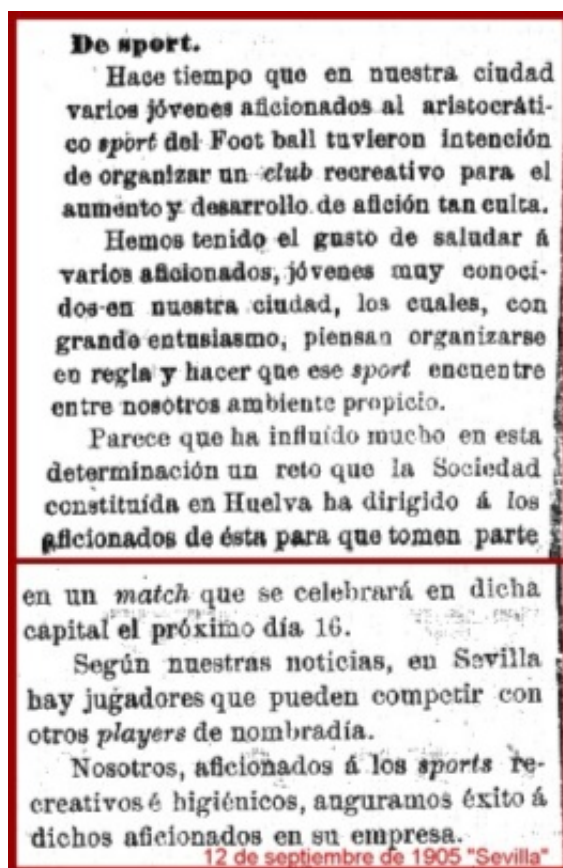 De sport.
Hace tiempo que en nuestra ciudad
varios jóvenes aficionados al aristocráti-
co sport del Foot ball tuvieron intención
de organizar un club recreativo para el
aumento y desarrollo de afición tan culta.
Hemos tenido el gusto de saludar á
varios aficionados, jóvenes muy conoci-
dos en nuestra ciudad, los cuales, con
grande entusiasmo, piensan organizarse
en regla y hacer que ese sport encuentre
entre nosotros ambiente propicio.
Parece que ha influído mucho en esta
determinación un reto que la Sociedad
constituída en Huelva ha dirigido á los
aficionados de ésta para que tomen parte
en un match que se celebrará en dicha
capital el próximo día 16.
Según nuestras noticias, en Sevilla
hay jugadores que pueden competir con
otros players de nombradía.
Nosotros, aficionados á los sports re-
creativos é higiénicos, auguramos éxito á
dichos aficionados en su empresa.
12 de septiembre de 1905 "Sevilla"